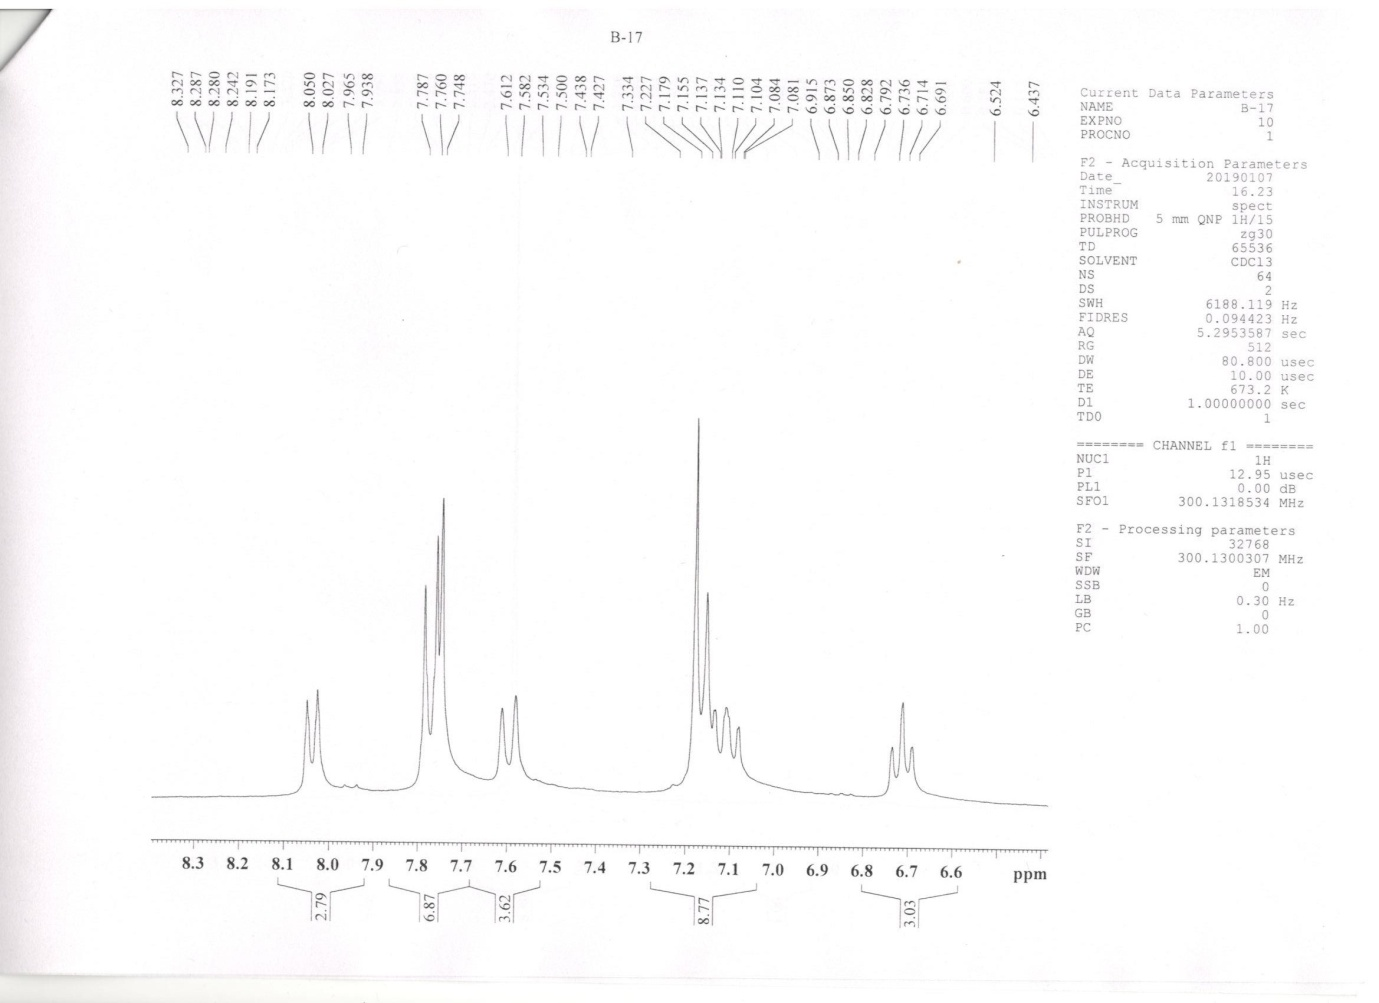 B-17
8.327
8.287
8.280
8.242
8.191
8.173
8.050
8.027
7.965
7.938
7.787
7.760
7.748
7.612
7.582
7.534
7.500
7.438
7.427
7.334
7.227
7.179
7.155
7.137
7.134
7.110
7.104
7.084
7.081
6.915
6.873
6.850
6.828
6.792
6.736
6.714
6.691
6.524
6.437
Current Data Parameters
NAME B-17
EXPNO 10
PROCNO 1
F2 - Acquisition Parameters
Date_ 20190107
Time 16.23
INSTRUM spect
PROBHD 5 mm QNP 1H/15
PULPROG zg30
TD 65536
SOLVENT CDCl3
NS 64
DS 2
SWH 6188.119 Hz
FIDRES 0.094423 Hz
AQ 5.2953587 sec
RG 512
DW 80.800 usec
DE 10.00 usec
TE 673.2 K
D1 1.00000000 sec
TD0 1
======== CHANNEL f1 ========
NUC1 1H
P1 12.95 usec
PL1 0.00 dB
SFO1 300.1318534 MHz
F2 - Processing parameters
SI 32768
SF 300.1300307 MHz
WDW EM
SSB 0
LB 0.30 Hz
GB 0
PC 1.00
8.3 8.2 8.1 8.0 7.9 7.8 7.7 7.6 7.5 7.4 7.3 7.2 7.1 7.0 6.9 6.8 6.7 6.6 ppm
2.79
6.87
3.62
8.77
3.03